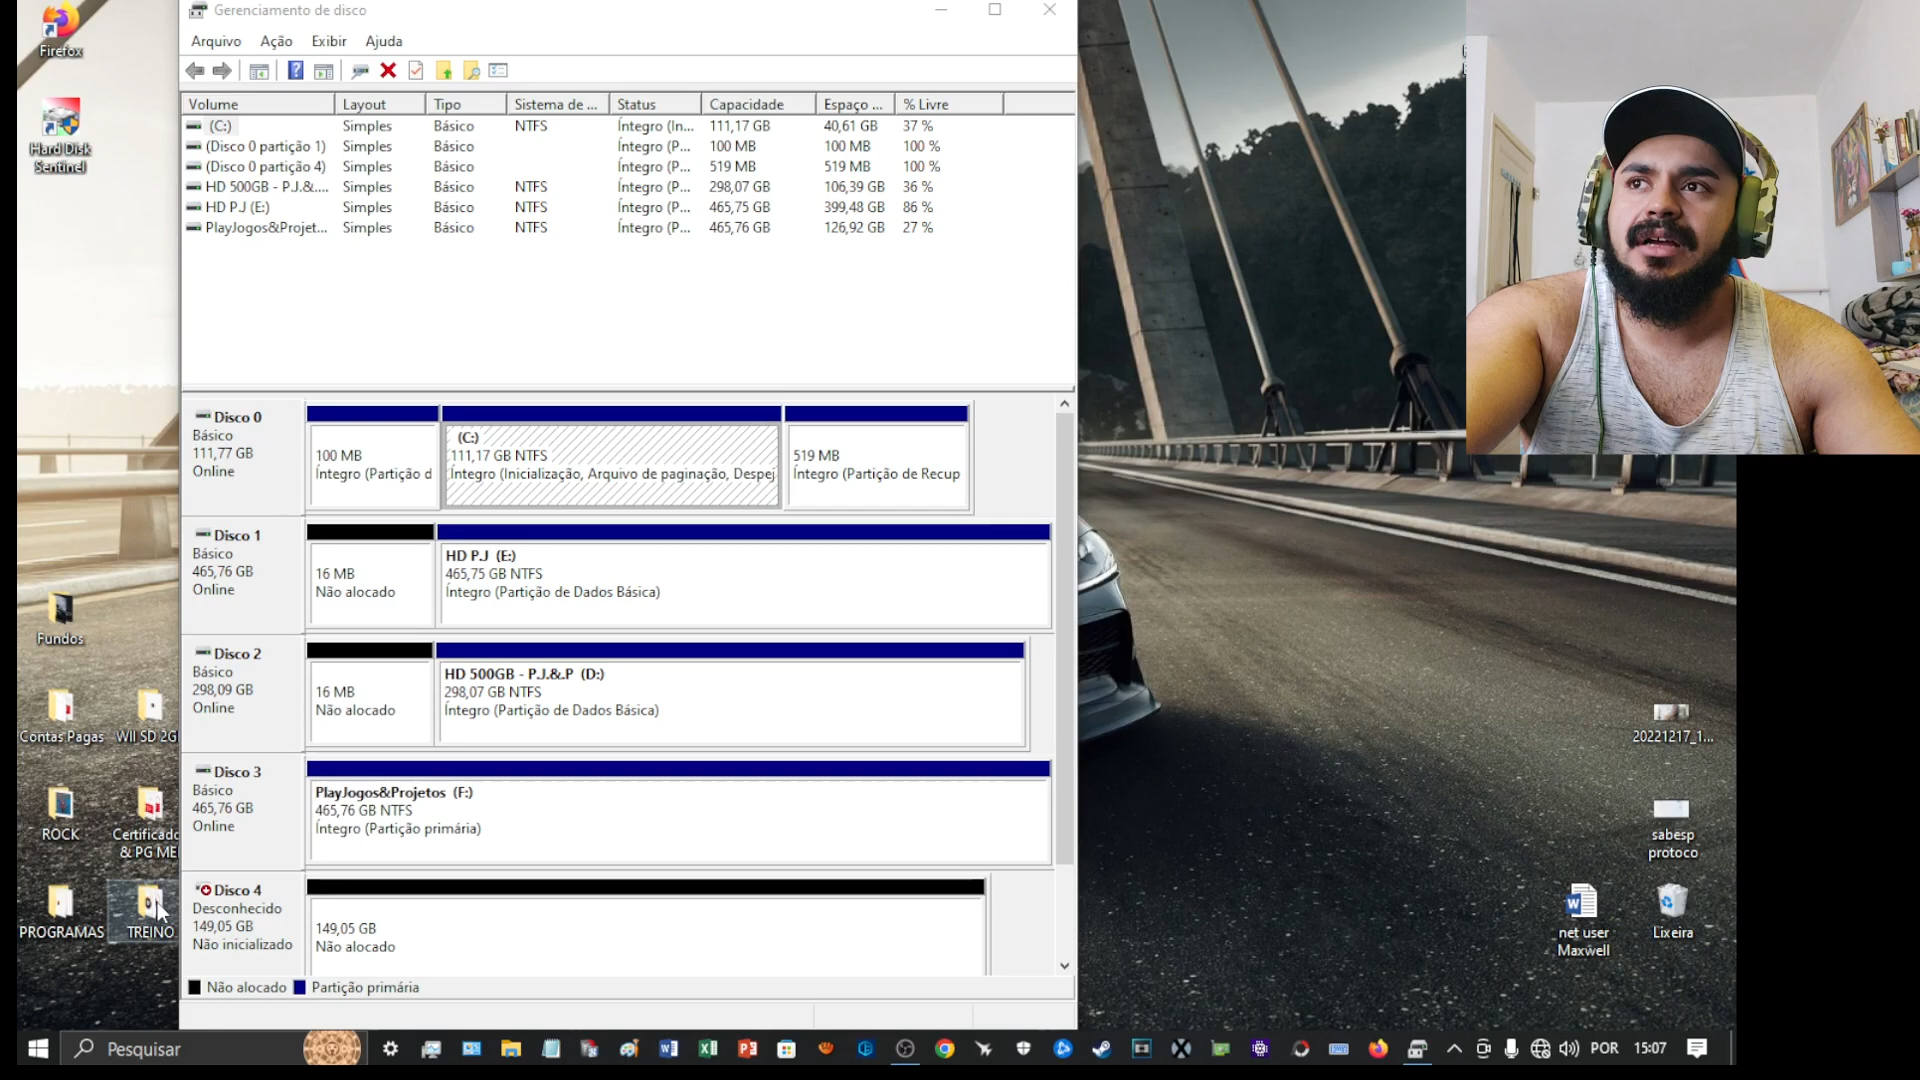 Gerenciamento de disco
Arquivo Ação Exibir Ajuda
Volume Layout Tipo Sistema de ... Status Capacidade Espaço ... % Livre
(C:) Simples Básico NTFS Íntegro (In... 111,17 GB 40,61 GB 37 %
(Disco 0 partição 1) Simples Básico Íntegro (P... 100 MB 100 MB 100 %
(Disco 0 partição 4) Simples Básico Íntegro (P... 519 MB 519 MB 100 %
HD 500GB - P.J.&.... Simples Básico NTFS Íntegro (P... 298,07 GB 106,39 GB 36 %
HD P.J (E:) Simples Básico NTFS Íntegro (P... 465,75 GB 399,48 GB 86 %
PlayJogos&Projet... Simples Básico NTFS Íntegro (P... 465,76 GB 126,92 GB 27 %
Disco 0
Básico
111,77 GB
Online
100 MB
Íntegro (Partição d
(C:)
111,17 GB NTFS
Íntegro (Inicialização, Arquivo de paginação, Despej
519 MB
Íntegro (Partição de Recup
Disco 1
Básico
465,76 GB
Online
16 MB
Não alocado
HD P.J (E:)
465,75 GB NTFS
Íntegro (Partição de Dados Básica)
Disco 2
Básico
298,09 GB
Online
16 MB
Não alocado
HD 500GB - P.J.&.P (D:)
298,07 GB NTFS
Íntegro (Partição de Dados Básica)
Disco 3
Básico
465,76 GB
Online
PlayJogos&Projetos (F:)
465,76 GB NTFS
Íntegro (Partição primária)
Disco 4
Desconhecido
149,05 GB
Não inicializado
149,05 GB
Não alocado
Não alocado Partição primária
Firefox
Hard Disk
Sentinel
Fundos
Contas Pagas WII SD 2G
ROCK
Certificado
& PG MEI
PROGRAMAS TREINO
20221217_1...
sabesp
protoco
net user
Maxwell
Lixeira
Pesquisar
POR 15:07